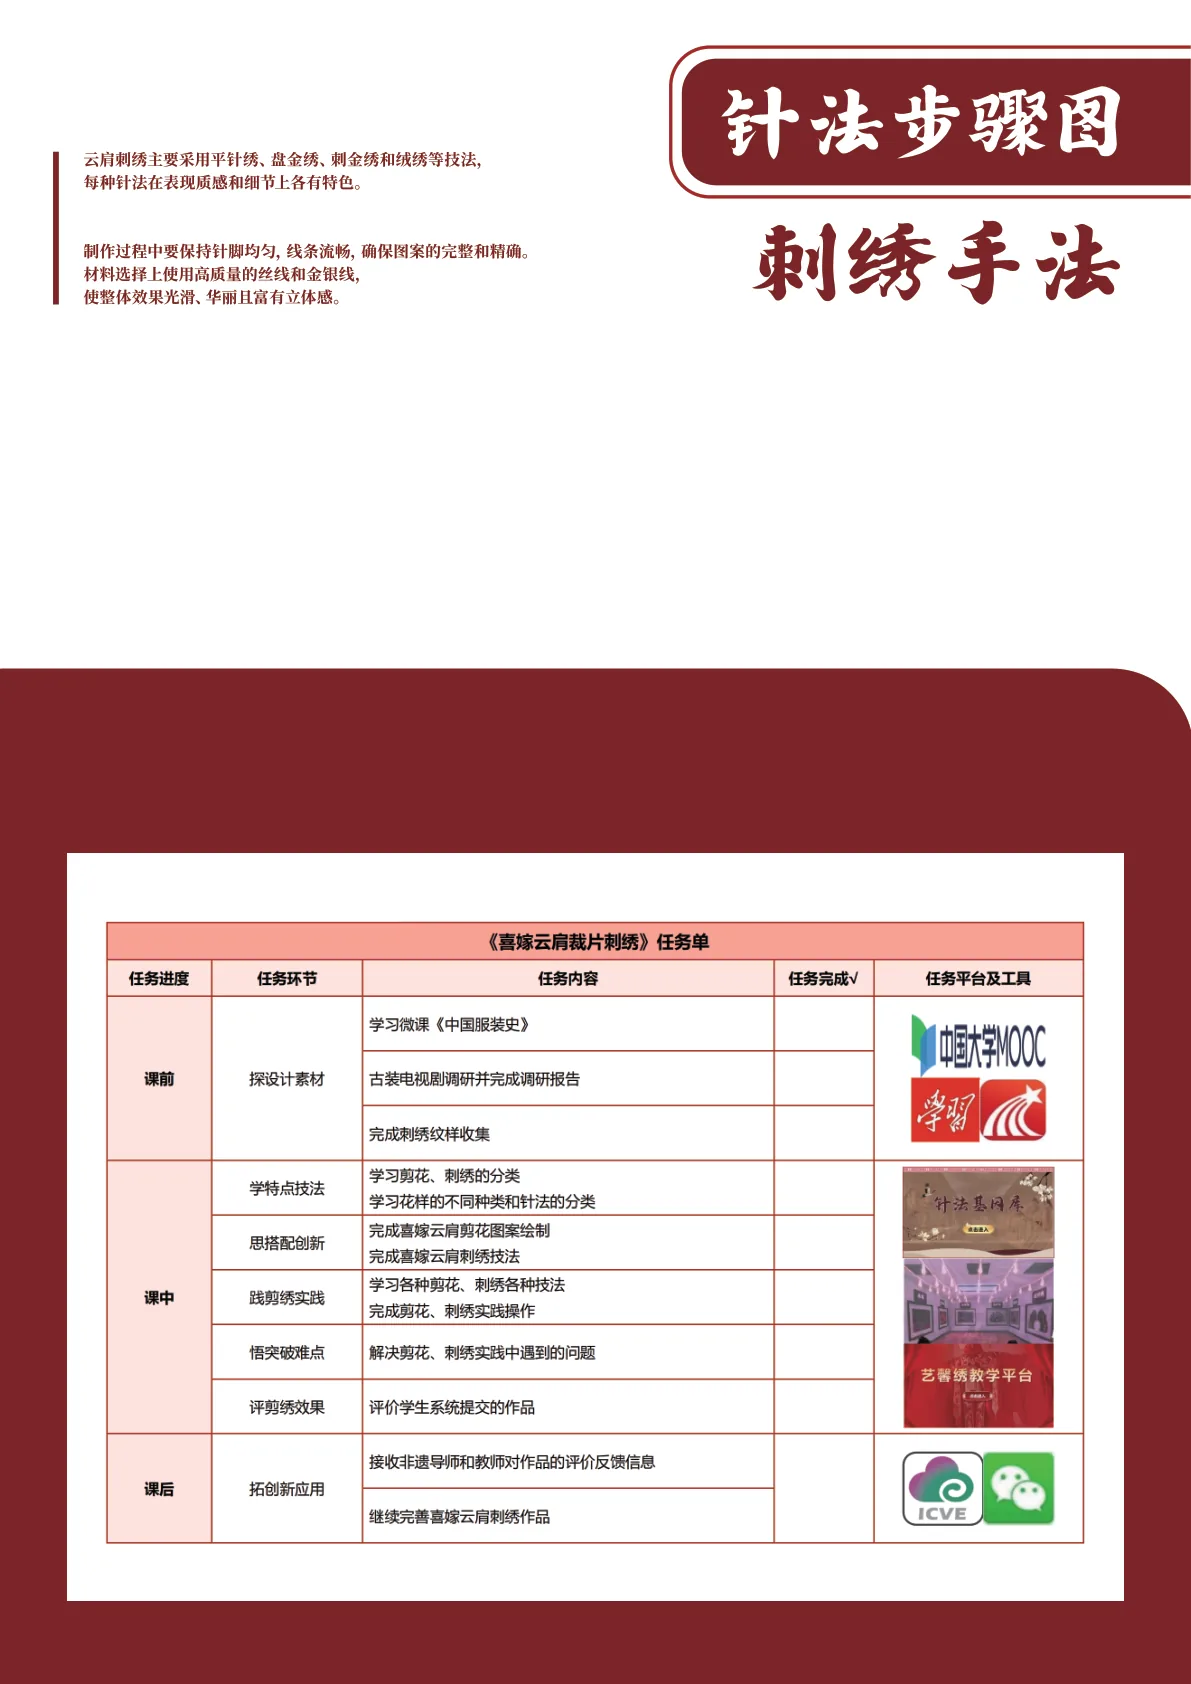 针法步骤图
刺绣手法
云肩刺绣主要采用平针绣、盘金绣、刺金绣和绒绣等技法,
每种针法在表现质感和细节上各有特色。
制作过程中要保持针脚均匀, 线条流畅, 确保图案的完整和精确。
材料选择上使用高质量的丝线和金银线,
使整体效果光滑、华丽且富有立体感。
《喜嫁云肩裁片刺绣》任务单
任务进度 任务环节 任务内容 任务完成√ 任务平台及工具
课前
探设计素材
学习微课《中国服装史》
古装电视剧调研并完成调研报告
完成刺绣纹样收集
中国大学MOOC
學習
课中
学特点技法
学习剪花、刺绣的分类
学习花样的不同种类和针法的分类
思搭配创新
完成喜嫁云肩剪花图案绘制
完成喜嫁云肩刺绣技法
践剪绣实践
学习各种剪花、刺绣各种技法
完成剪花、刺绣实践操作
悟突破难点
解决剪花、刺绣实践中遇到的问题
评剪绣效果
评价学生系统提交的作品
针法基因库
点击进入
艺馨绣教学平台
课后
拓创新应用
接收非遗导师和教师对作品的评价反馈信息
继续完善喜嫁云肩刺绣作品
ICVE